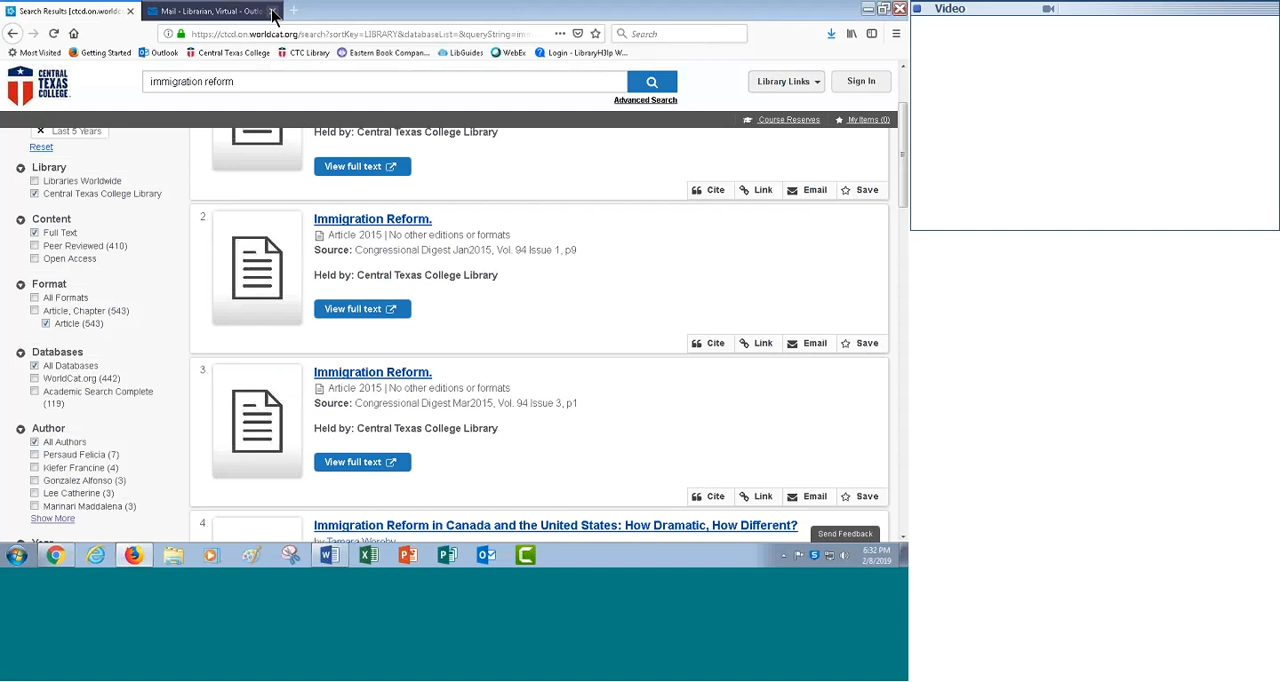 Search Results [ctcd.on.worldc
Mail - Librarian, Virtual - Outlo
https://ctcd.on.worldcat.org/search?sortKey=LIBRARY&databaseList=&queryString=imm
Search
Most Visited
Getting Started
Outlook
Central Texas College
CTC Library
Eastern Book Compan...
LibGuides
WebEx
Login - LibraryH3lp W...
CENTRAL
TEXAS
COLLEGE
immigration reform
Library Links
Sign In
Advanced Search
Course Reserves
My Items (0)
Last 5 Years
Reset
Library
Libraries Worldwide
Central Texas College Library
Content
Full Text
Peer Reviewed (410)
Open Access
Format
All Formats
Article, Chapter (543)
Article (543)
Databases
All Databases
WorldCat.org (442)
Academic Search Complete
(119)
Author
All Authors
Persaud Felicia (7)
Kiefer Francine (4)
Gonzalez Alfonso (3)
Lee Catherine (3)
Marinari Maddalena (3)
Show More
Year
Held by: Central Texas College Library
View full text
Cite
Link
Email
Save
2
Immigration Reform.
Article 2015 | No other editions or formats
Source: Congressional Digest Jan2015, Vol. 94 Issue 1, p9
Held by: Central Texas College Library
View full text
Cite
Link
Email
Save
3
Immigration Reform.
Article 2015 | No other editions or formats
Source: Congressional Digest Mar2015, Vol. 94 Issue 3, p1
Held by: Central Texas College Library
View full text
Cite
Link
Email
Save
4
Immigration Reform in Canada and the United States: How Dramatic, How Different?
by Tamara Woroby
Send Feedback
6:32 PM
2/8/2019
Video